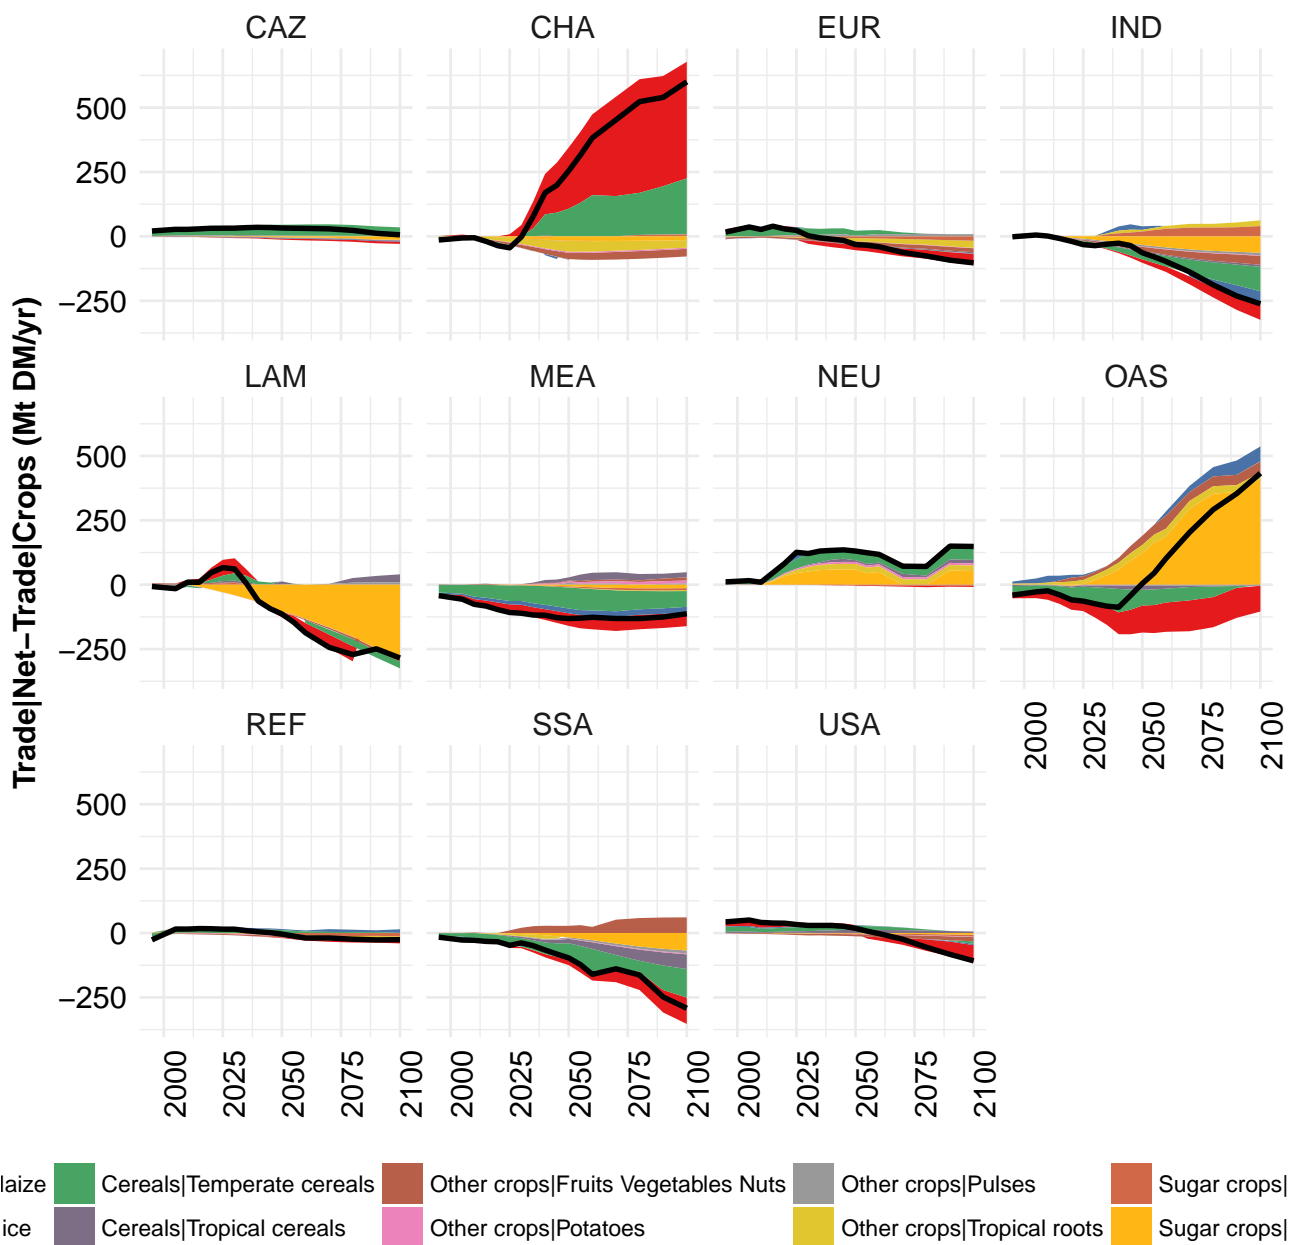 CAZ CHA EUR IND
500
250
0
−250
LAM MEA NEU OAS
500
250
0
−250
2000 2025 2050 2075 2100
REF SSA USA
500
250
0
−250
2000 2025 2050 2075 2100 2000 2025 2050 2075 2100 2000 2025 2050 2075 2100
Trade|Net−Trade|Crops (Mt DM/yr)
laize Cereals|Temperate cereals Other crops|Fruits Vegetables Nuts Other crops|Pulses Sugar crops|
ice Cereals|Tropical cereals Other crops|Potatoes Other crops|Tropical roots Sugar crops|